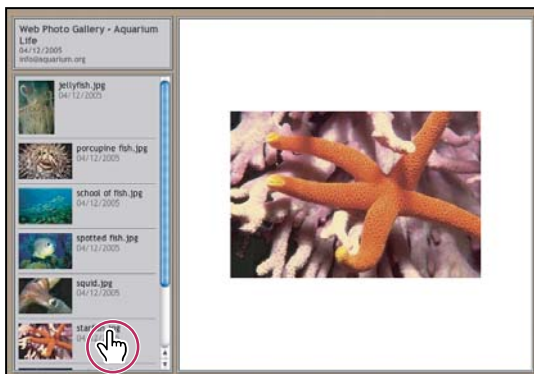 Web Photo Gallery - Aquarium
Life
04/12/2005
info@aquarium.org
jellyfish.jpg
04/12/2005
porcupine fish.jpg
04/12/2005
school of fish.jpg
04/12/2005
spotted fish.jpg
04/12/2005
squid.jpg
04/12/2005